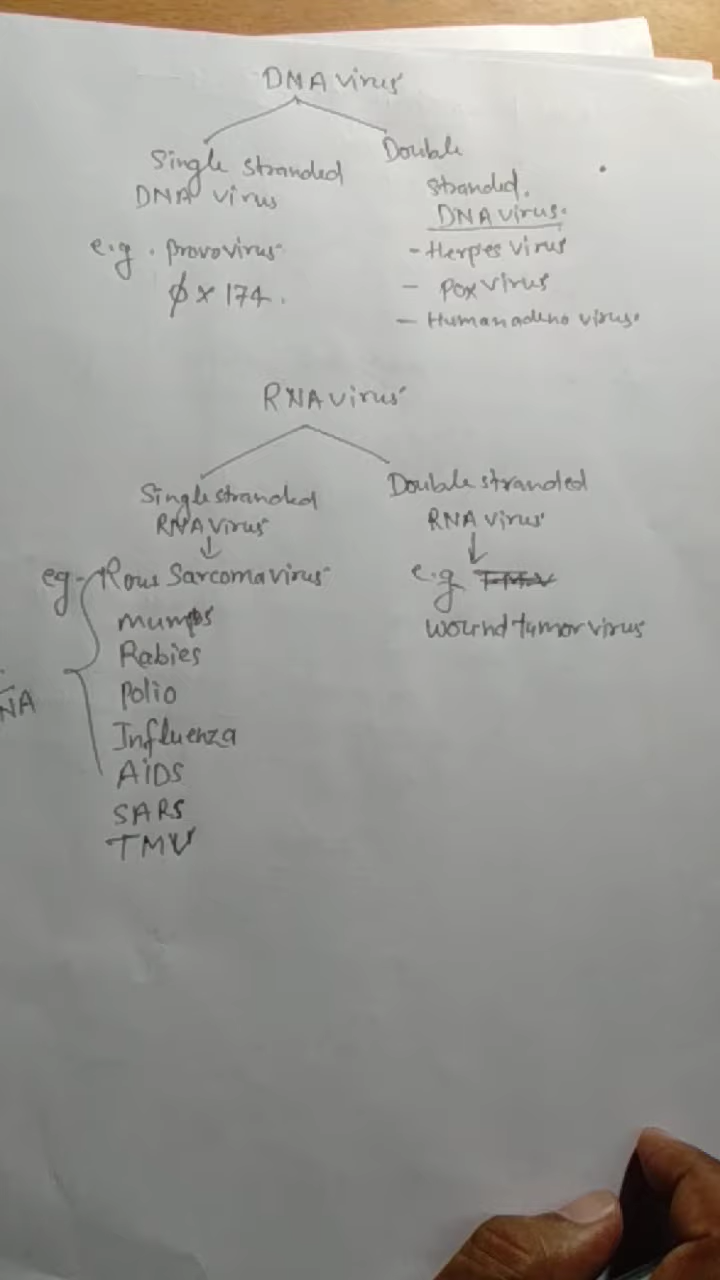 DNA virus
Single stranded
DNA virus
e.g. provovirus
φ x 174.
Double
stranded.
DNA virus.
- Herpes virus
- pox virus
- Human adeno virus.
RNA virus
Single stranded
RNA virus
eg- Rous Sarcoma virus
mumps
Rabies
polio
Influenza
AiDS
SARS
TMV
Double stranded
RNA virus
e.g TMV
wound tumor virus
NA